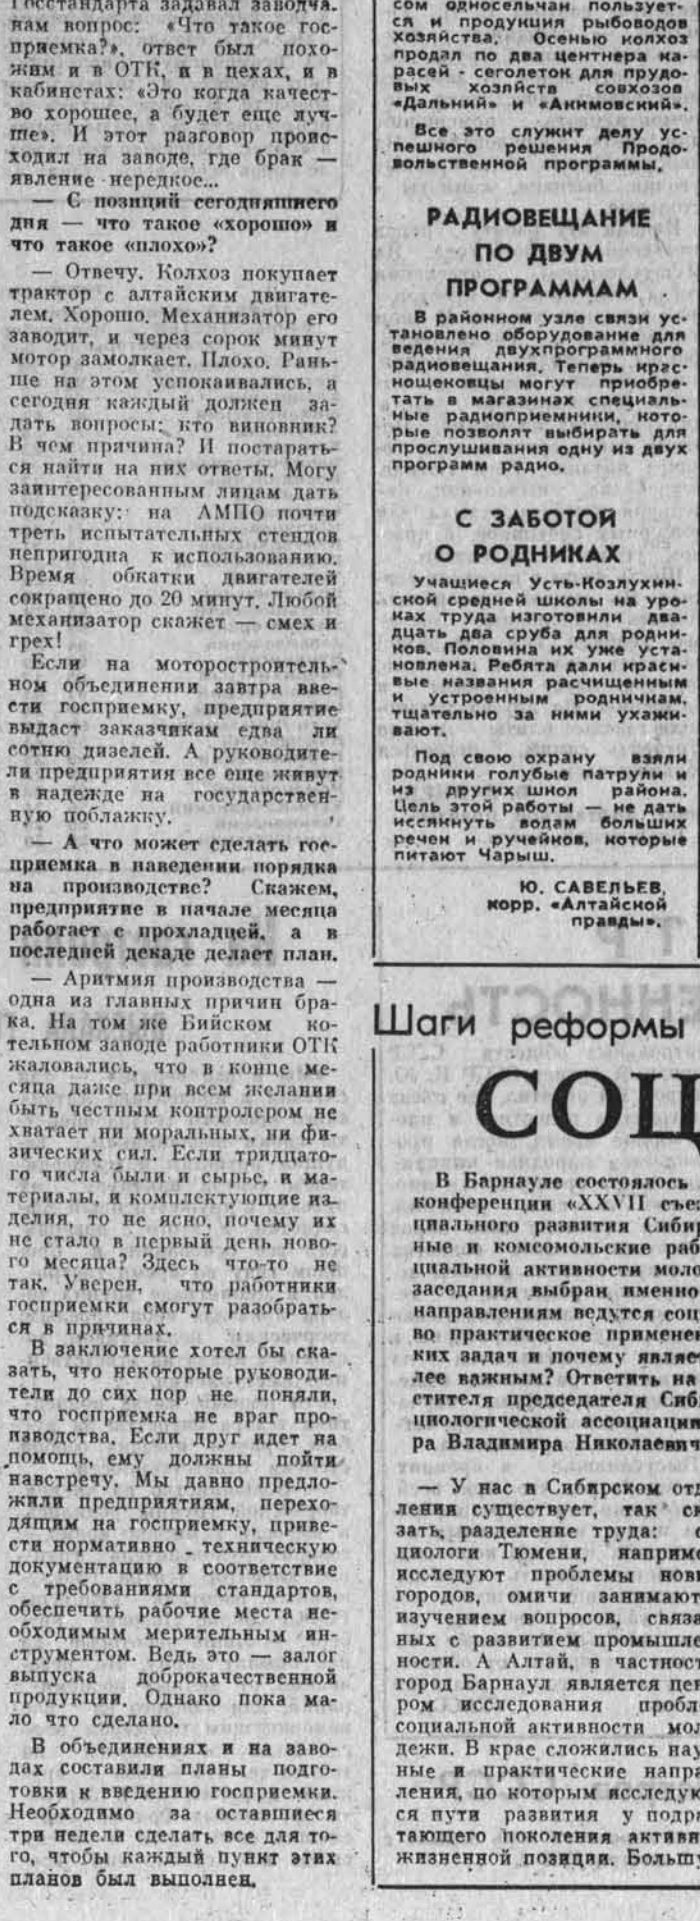 Госстандарта задавал заводча-
нам вопрос: «Что такое гос-
приемка?», ответ был похо-
жим и в ОТК, и в цехах, и в
кабинетах: «Это когда качест-
во хорошее, а будет еще луч-
ше». И этот разговор проис-
ходил на заводе, где брак —
явление нередкое...
— С позиций сегодняшнего
дня — что такое «хорошо» и
что такое «плохо»?
— Отвечу. Колхоз покупает
трактор с алтайским двигате-
лем. Хорошо. Механизатор его
заводит, и через сорок минут
мотор замолкает. Плохо. Рань-
ше на этом успокаивались, а
сегодня каждый должен за-
дать вопросы: кто виновник?
В чем причина? И постарать-
ся найти на них ответы. Могу
заинтересованным лицам дать
подсказку: на АМПО почти
треть испытательных стендов
непригодна к использованию.
Время обкатки двигателей
сокращено до 20 минут. Любой
механизатор скажет — смех и
грех!
Если на моторостроитель-
ном объединении завтра вве-
сти госприемку, предприятие
выдаст заказчикам едва ли
сотню дизелей. А руководите-
ли предприятия все еще живут
в надежде на государствен-
ную поблажку.
— А что может сделать гос-
приемка в наведении порядка
на производстве? Скажем,
предприятие в начале месяца
работает с прохладцей, а в
последней декаде делает план.
— Аритмия производства —
одна из главных причин бра-
ка. На том же Бийском ко-
тельном заводе работники ОТК
жаловались, что в конце ме-
сяца даже при всем желании
быть честным контролером не
хватает ни моральных, ни фи-
зических сил. Если тридцато-
го числа были и сырье, и ма-
териалы, и комплектующие из-
делия, то не ясно, почему их
не стало в первый день ново-
го месяца? Здесь что-то не
так. Уверен, что работники
госприемки смогут разобрать-
ся в причинах.
В заключение хотел бы ска-
зать, что некоторые руководи-
тели до сих пор не поняли,
что госприемка не враг про-
изводства. Если друг идет на
помощь, ему должны пойти
навстречу. Мы давно предло-
жили предприятиям, перехо-
дящим на госприемку, приве-
сти нормативно - техническую
документацию в соответствие
с требованиями стандартов,
обеспечить рабочие места не-
обходимым мерительным ин-
струментом. Ведь это — залог
выпуска доброкачественной
продукции. Однако пока ма-
ло что сделано.
В объединениях и на заво-
дах составили планы подго-
товки к введению госприемки.
Необходимо за оставшиеся
три недели сделать все для то-
го, чтобы каждый пункт этих
планов был выполнен.
сом односельчан пользует-
ся и продукция рыбоводов
хозяйства. Осенью колхоз
продал по два центнера ка-
расей - сеголеток для прудо-
вых хозяйств совхозов
«Дальний» и «Акимовский».
Все это служит делу ус-
пешного решения Продо-
вольственной программы.
РАДИОВЕЩАНИЕ
ПО ДВУМ
ПРОГРАММАМ
В районном узле связи ус-
тановлено оборудование для
ведения двухпрограммного
радиовещания. Теперь крас-
нощековцы могут приобре-
тать в магазинах специаль-
ные радиоприемники, кото-
рые позволят выбирать для
прослушивания одну из двух
программ радио.
С ЗАБОТОЙ
О РОДНИКАХ
Учащиеся Усть-Козлухин-
ской средней школы на уро-
ках труда изготовили два-
дцать два сруба для родни-
ков. Половина их уже уста-
новлена. Ребята дали краси-
вые названия расчищенным
и устроенным родничкам,
тщательно за ними ухажи-
вают.
Под свою охрану взяли
родники голубые патрули и
из других школ района.
Цель этой работы — не дать
иссякнуть водам больших
речек и ручейков, которые
питают Чарыш.
Ю. САВЕЛЬЕВ,
корр. «Алтайской
правды».
Шаги реформы
СОЦ
В Барнауле состоялось
конференции «XXVII съез
циального развития Сибир
ные и комсомольские раб
циальной активности моло
заседания выбран именно
направлениям ведутся соц
во практическое применен
ких задач и почему являет
лее важным? Ответить на
стителя председателя Сиб
циологической ассоциации
ра Владимира Николаевич
— У нас в Сибирском отд
лении существует, так ск
зать, разделение труда: с
циологи Тюмени, наприме
исследуют проблемы новы
городов, омичи занимают
изучением вопросов, связа
ных с развитием промышле
ности. А Алтай, в частност
город Барнаул является цен
ром исследования пробл
социальной активности мол
дежи. В крае сложились нау
ные и практические напра
ления, по которым исследую
ся пути развития у подра
тающего поколения активн
жизненной позиции. Больш